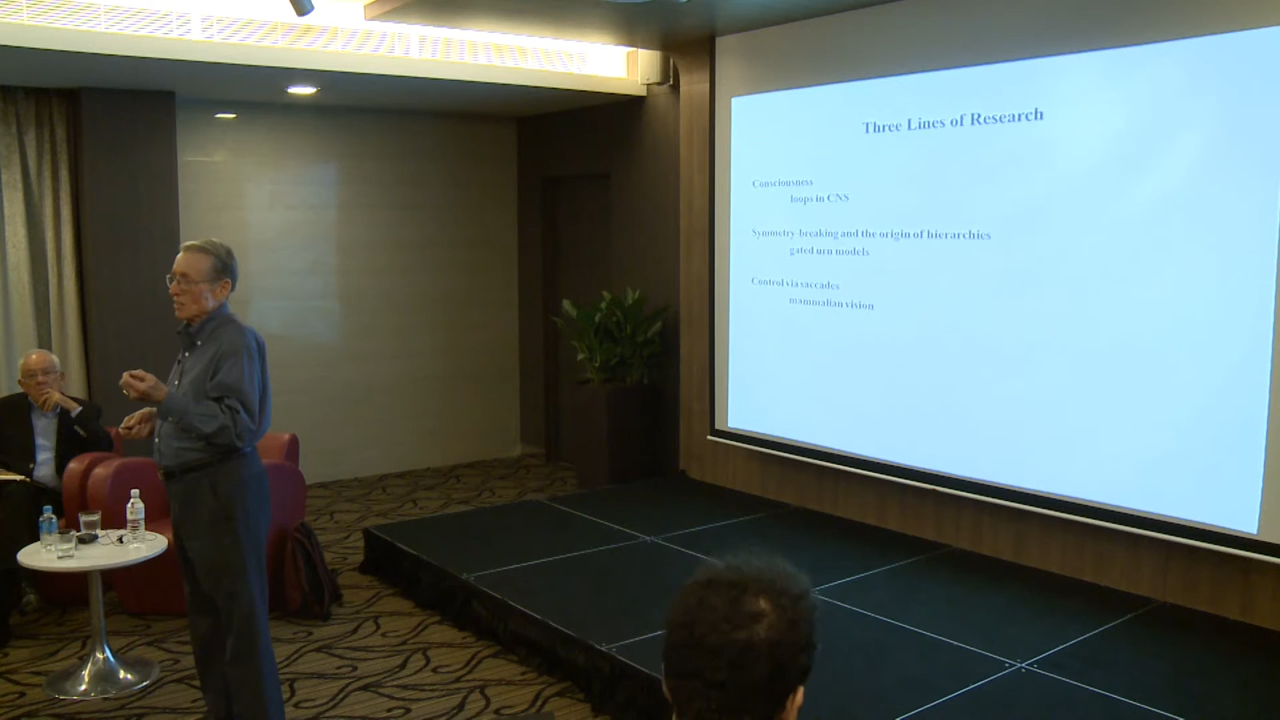 Three Lines of Research
Consciousness
loops in CNS
Symmetry-breaking and the origin of hierarchies
gated urn models
Control via saccades
mammalian vision